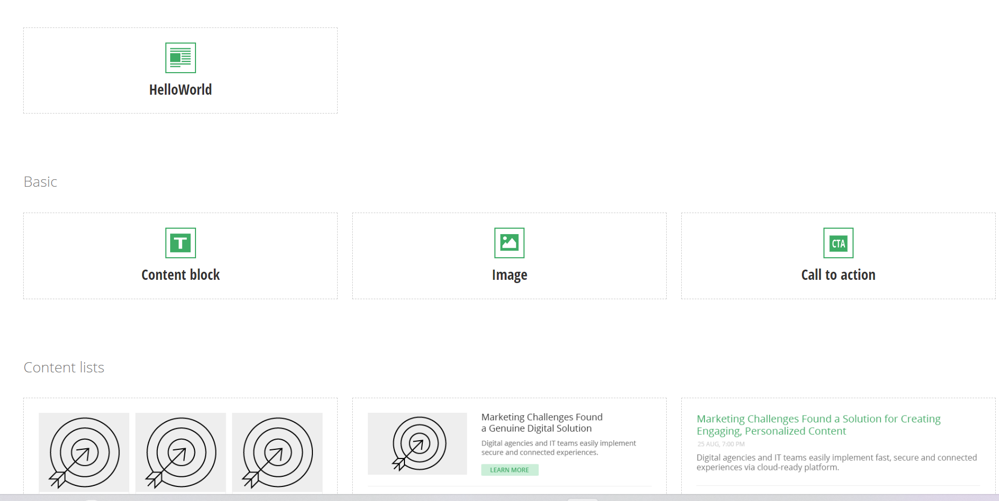 HelloWorld
Basic
T
Content block
Image
CTA
Call to action
Content lists
Marketing Challenges Found
a Genuine Digital Solution
Digital agencies and IT teams easily implement
secure and connected experiences.
LEARN MORE
Marketing Challenges Found a Solution for Creating
Engaging, Personalized Content
25 AUG, 7:00 PM
Digital agencies and IT teams easily implement fast, secure and connected
experiences via cloud-ready platform.